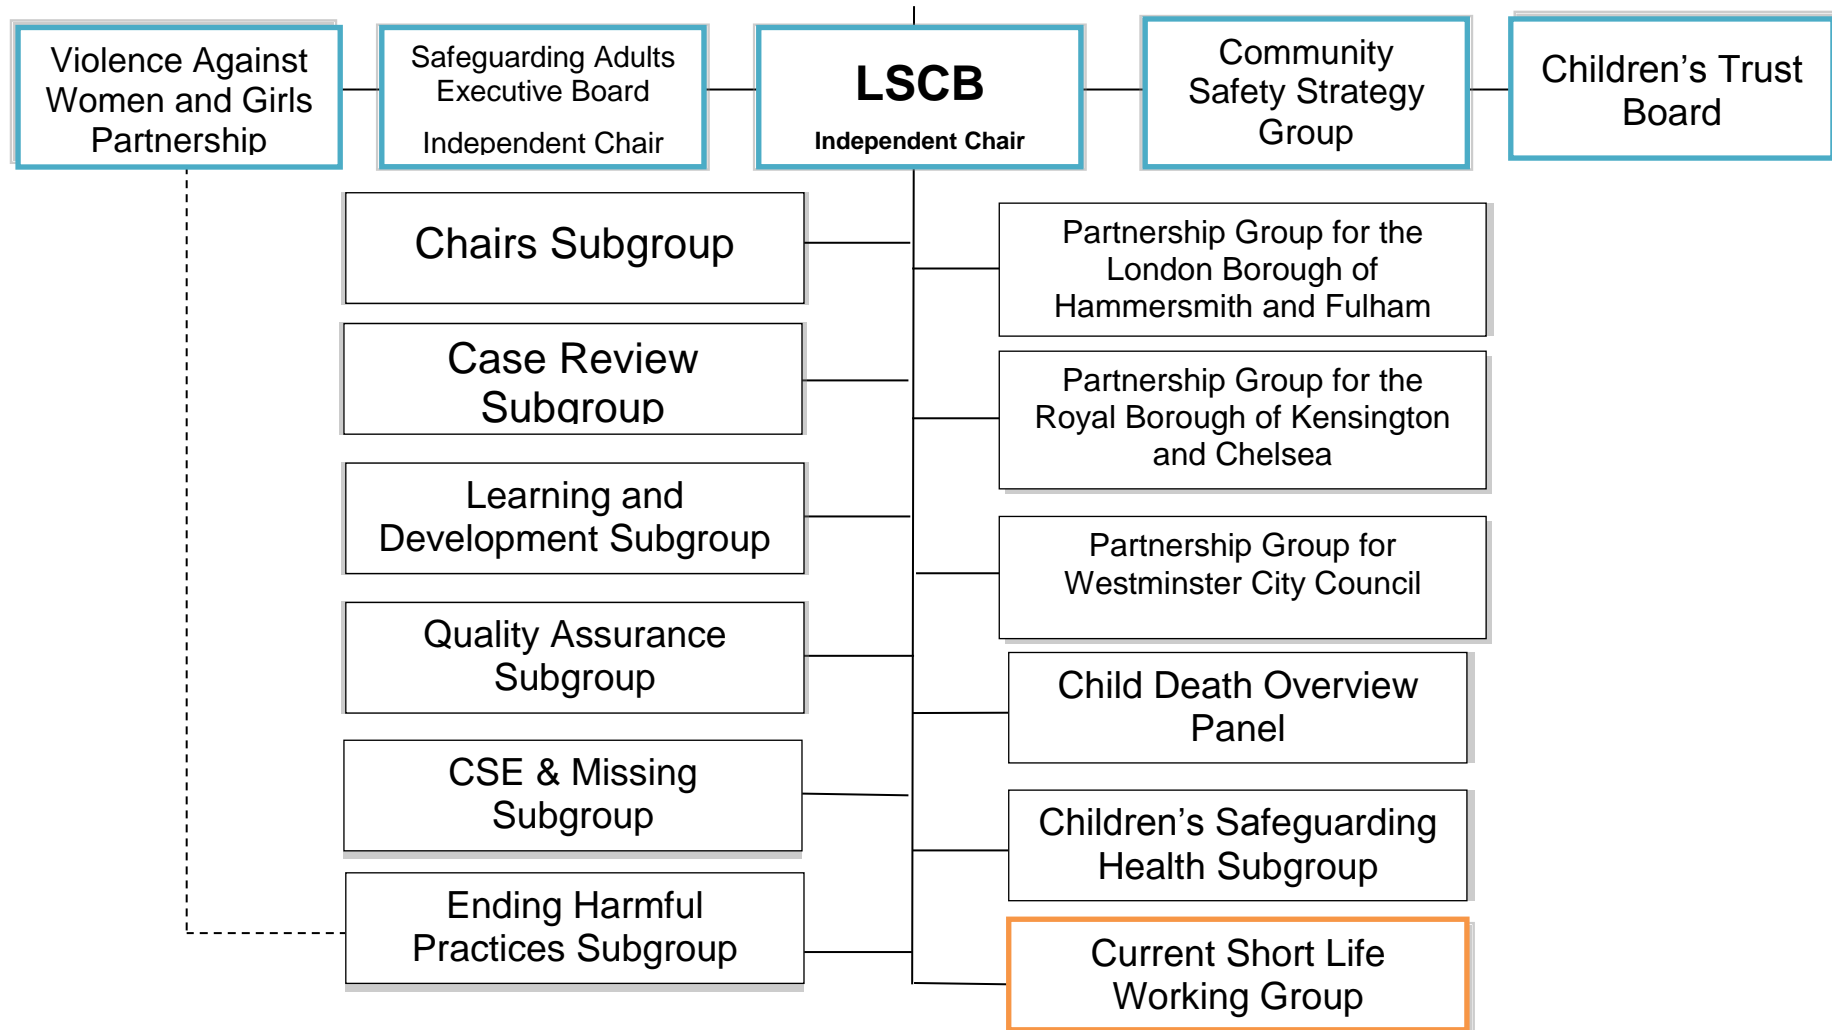 Violence Against
Women and Girls
Partnership
Safeguarding Adults
Executive Board
Independent Chair
LSCB
Independent Chair
Community
Safety Strategy
Group
Children’s Trust
Board
Chairs Subgroup
Case Review
Subgroup
Learning and
Development Subgroup
Quality Assurance
Subgroup
CSE & Missing
Subgroup
Ending Harmful
Practices Subgroup
Partnership Group for the
London Borough of
Hammersmith and Fulham
Partnership Group for the
Royal Borough of Kensington
and Chelsea
Partnership Group for
Westminster City Council
Child Death Overview
Panel
Children’s Safeguarding
Health Subgroup
Current Short Life
Working Group